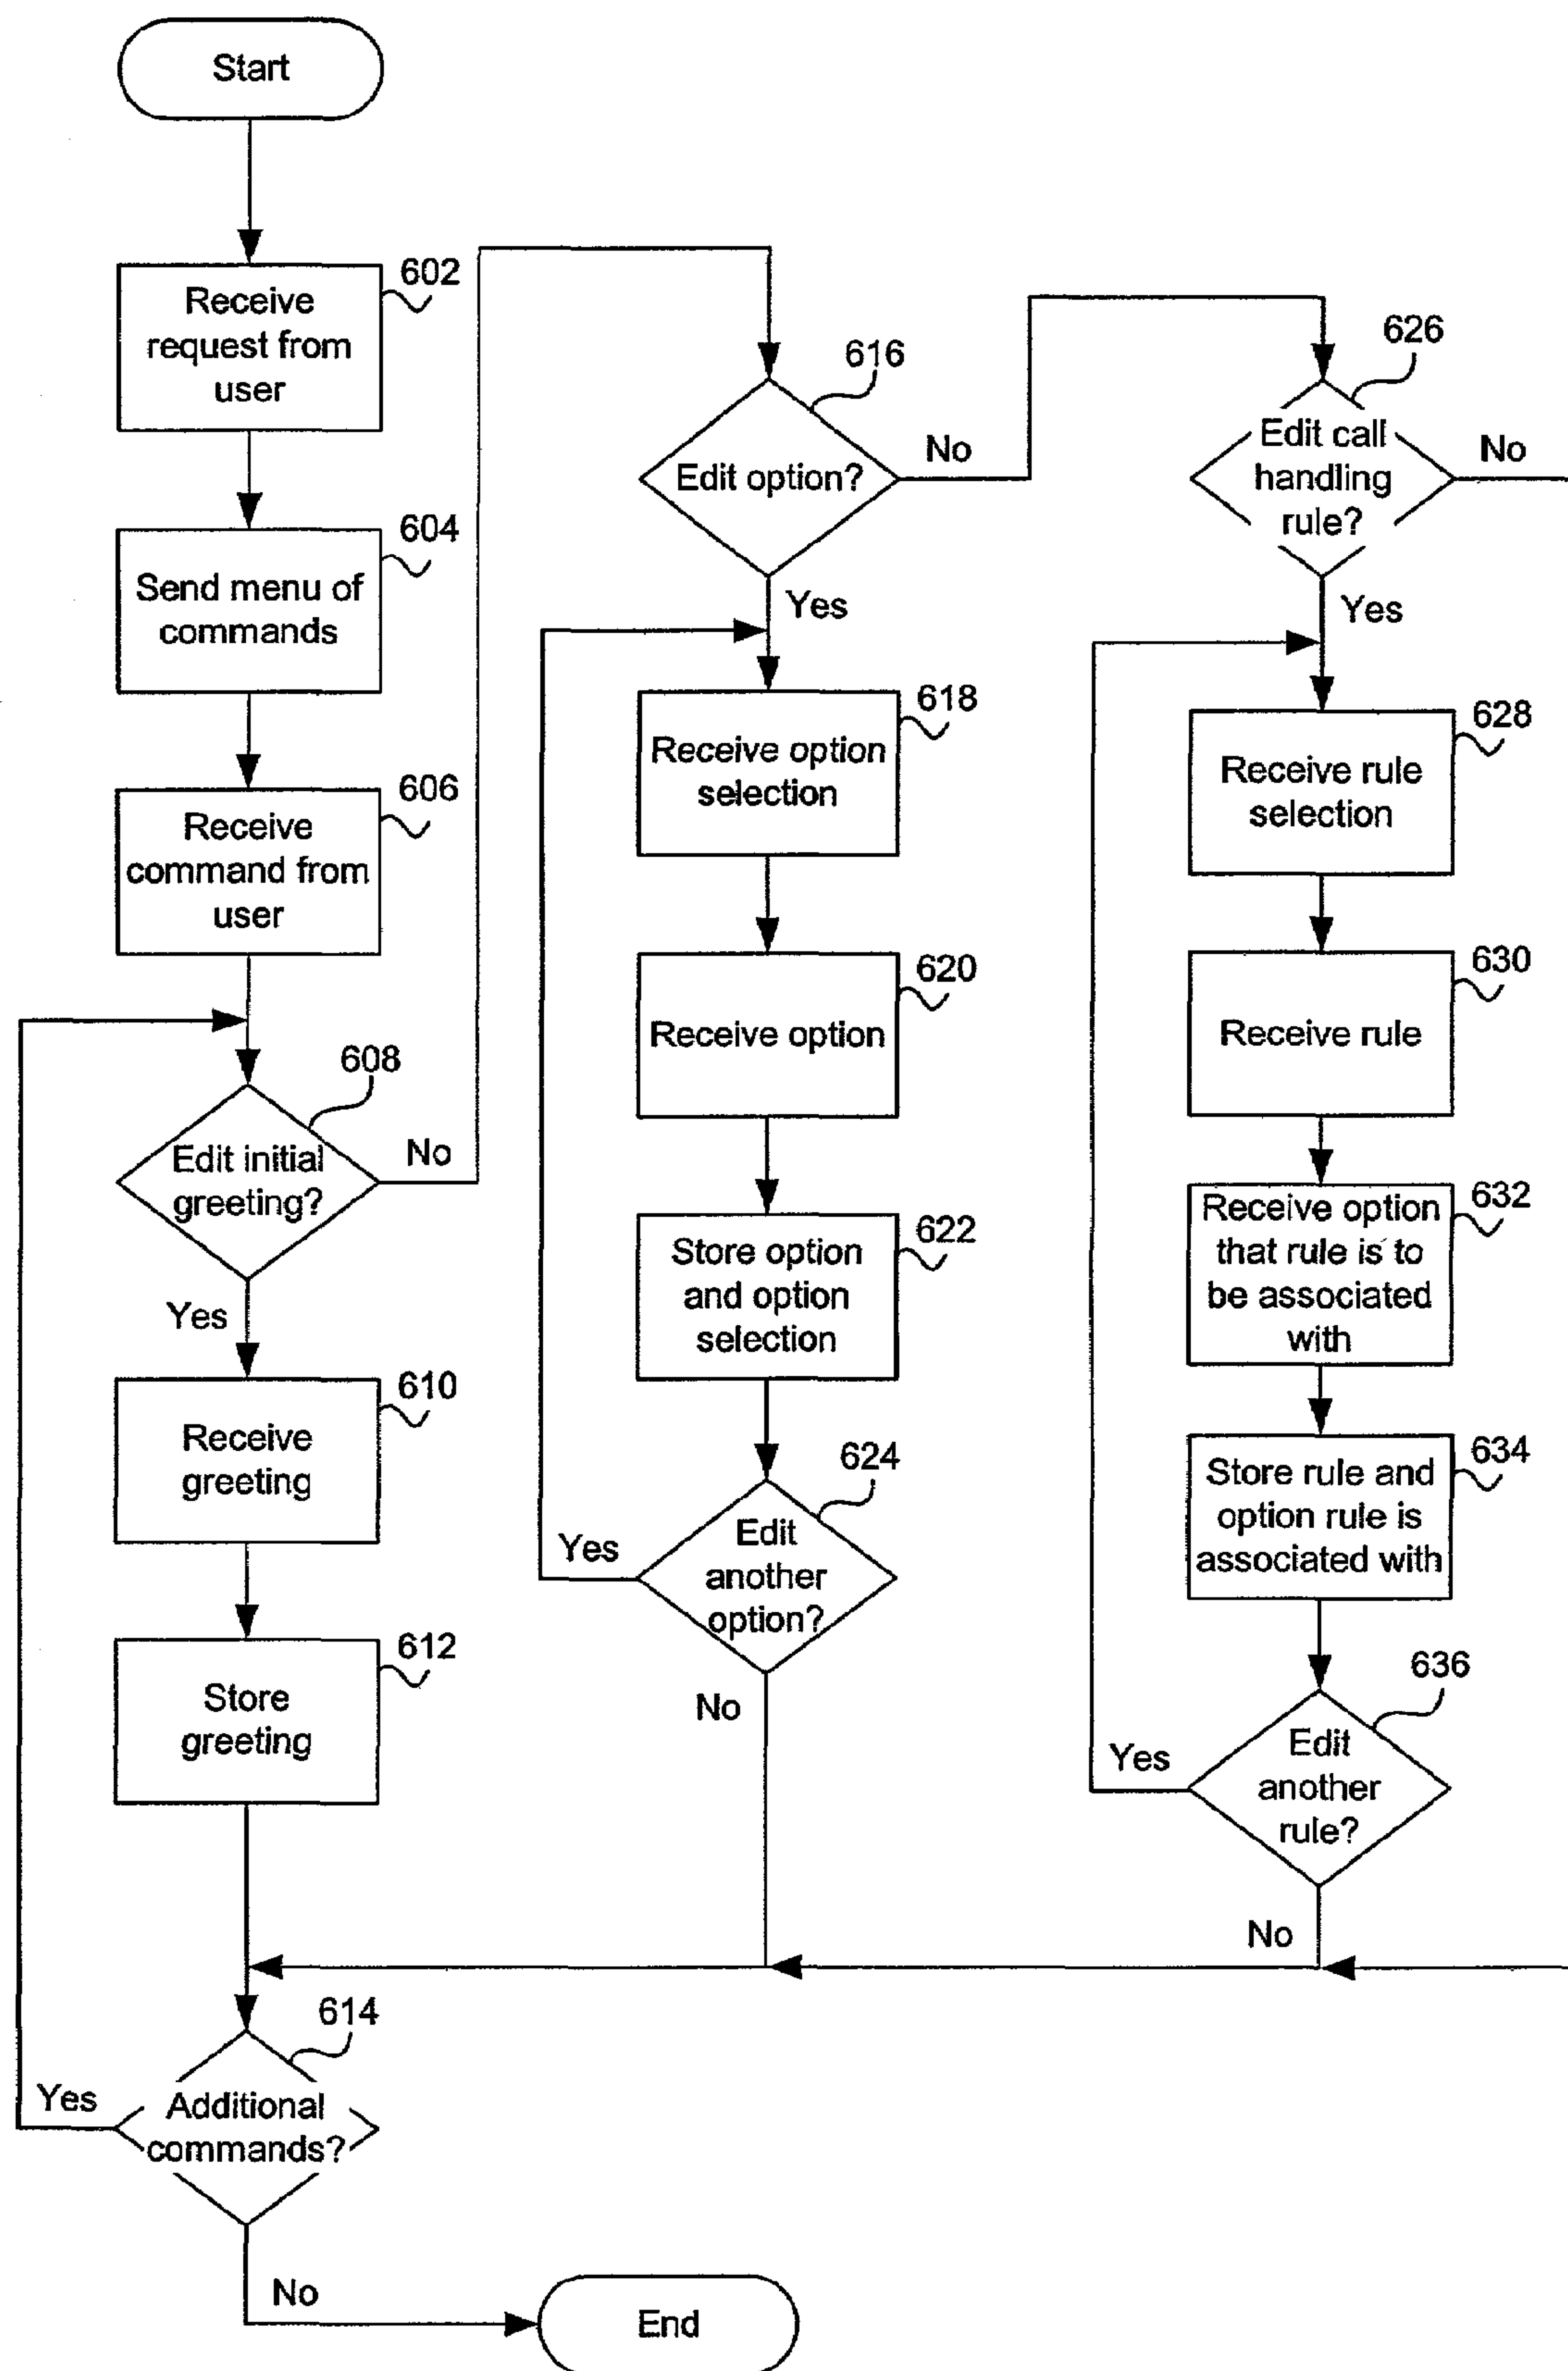 Start
602
Receive
request from
user
604
Send menu of
commands
606
Receive
command from
user
608
Edit initial
greeting?
No
Yes
610
Receive
greeting
612
Store
greeting
614
Additional
commands?
Yes
No
End
616
Edit option?
No
Yes
618
Receive option
selection
620
Receive option
622
Store option
and option
selection
624
Edit
another
option?
Yes
No
626
Edit call
handling
rule?
No
Yes
628
Receive rule
selection
630
Receive rule
632
Receive option
that rule is to
be associated
with
634
Store rule and
option rule is
associated with
636
Edit
another
rule?
Yes
No